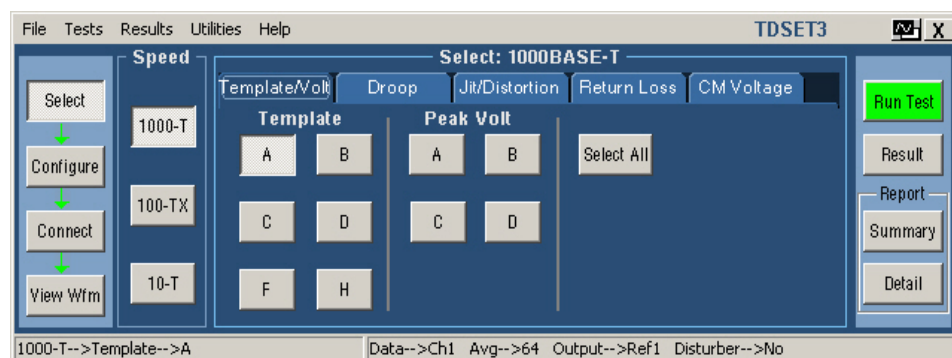 File Tests Results Utilities Help TDSET3 X
Speed
Select: 1000BASE-T
Select
Configure
Connect
View Wfm
1000-T
100-TX
10-T
Template/Volt Droop Jit/Distortion Return Loss CM Voltage
Template Peak Volt
A B A B Select All
C D C D
F H
Run Test
Result
Report
Summary
Detail
1000-T-->Template-->A Data-->Ch1 Avg-->64 Output-->Ref1 Disturber-->No